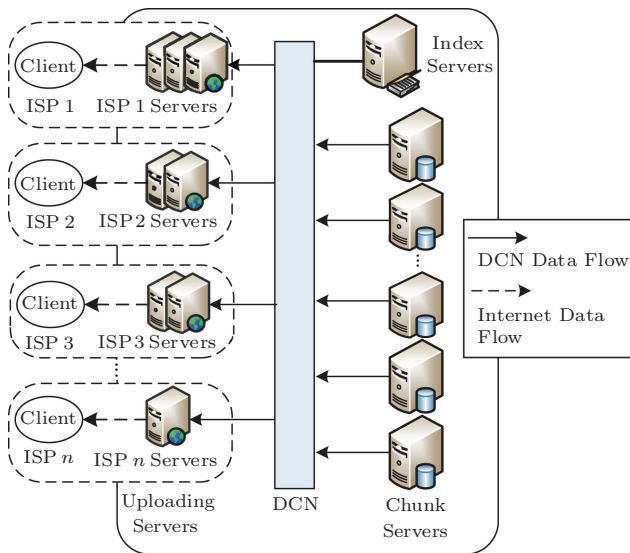 Client
ISP 1
ISP 1 Servers
Index
Servers
Client
ISP 2
ISP 2 Servers
Client
ISP 3
ISP 3 Servers
Client
ISP n
ISP n Servers
Uploading
Servers
DCN
Chunk
Servers
DCN Data Flow
Internet Data
Flow